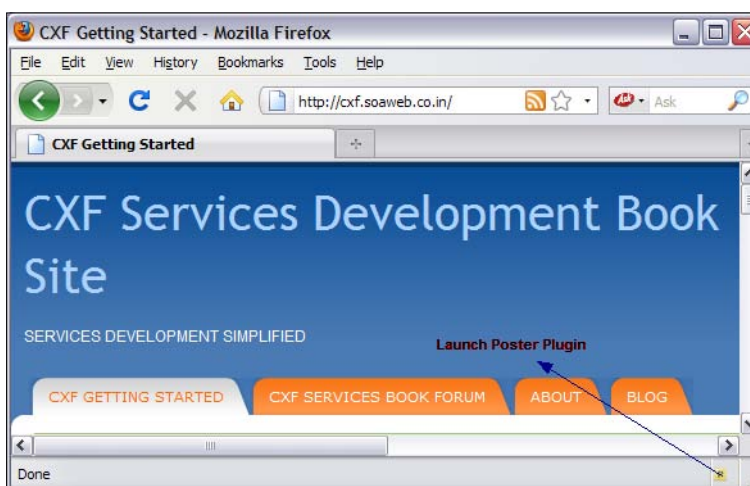 CXF Getting Started - Mozilla Firefox
File Edit View History Bookmarks Tools Help
http://cxf.soaweb.co.in/ Ask
CXF Getting Started
CXF Services Development Book
Site
SERVICES DEVELOPMENT SIMPLIFIED
Launch Poster Plugin
CXF GETTING STARTED CXF SERVICES BOOK FORUM ABOUT BLOG
Done